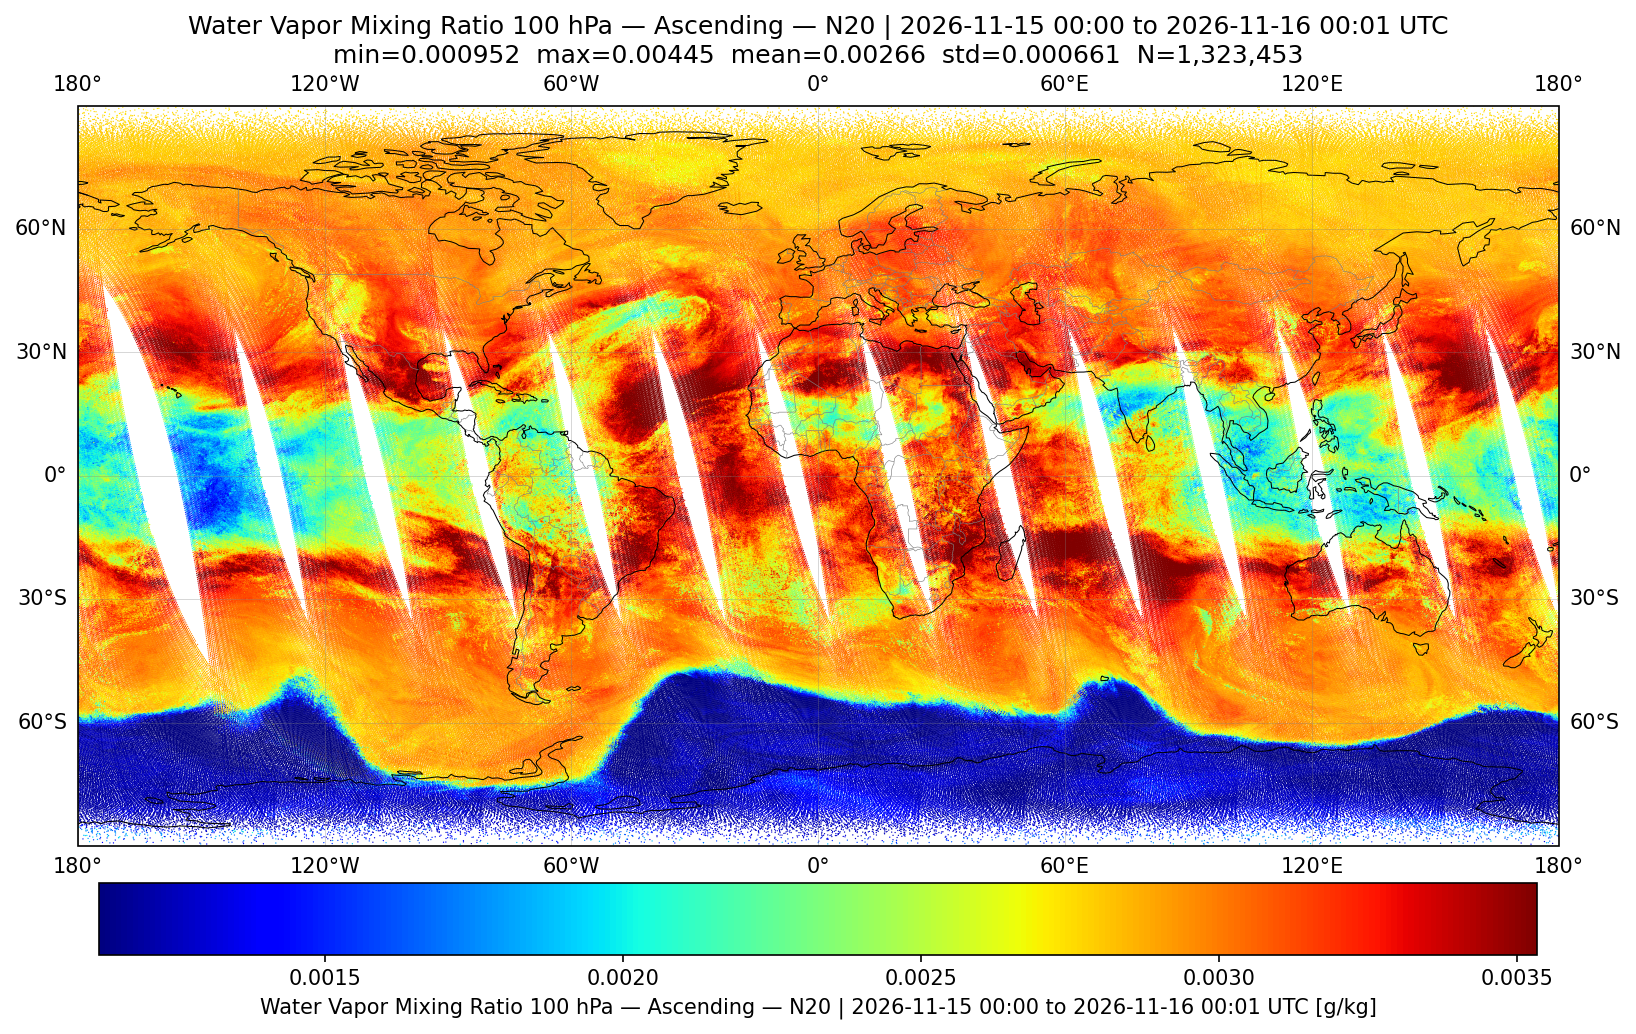 Water Vapor Mixing Ratio 100 hPa — Ascending — N20 | 2026-11-15 00:00 to 2026-11-16 00:01 UTC
min=0.000952 max=0.00445 mean=0.00266 std=0.000661 N=1,323,453
180° 120°W 60°W 0° 60°E 120°E 180°
60°N 60°N
30°N 30°N
0° 0°
30°S 30°S
60°S 60°S
180° 120°W 60°W 0° 60°E 120°E 180°
0.0015 0.0020 0.0025 0.0030 0.0035
Water Vapor Mixing Ratio 100 hPa — Ascending — N20 | 2026-11-15 00:00 to 2026-11-16 00:01 UTC [g/kg]